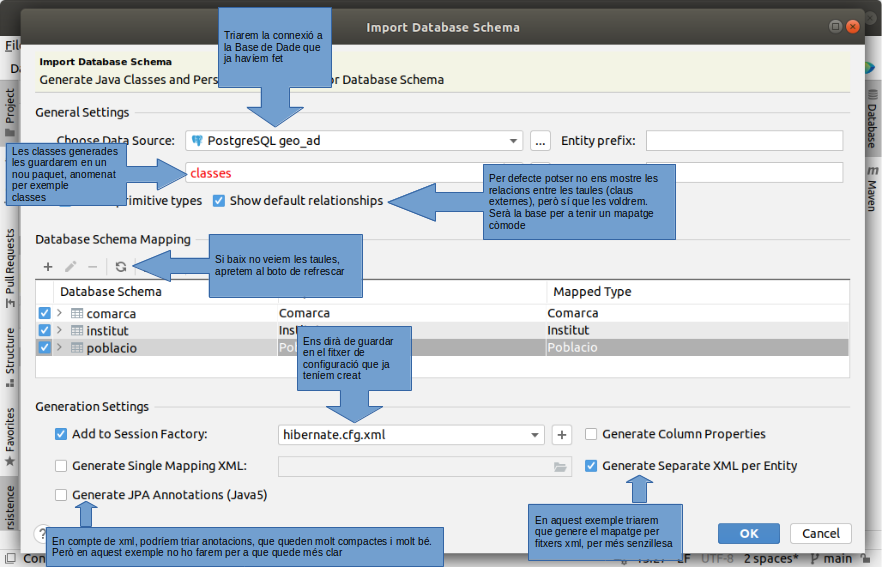 Import Database Schema
Triarem la connexió a
la Base de Dade que
ja havíem fet
Import Database Schema
Generate Java Classes and Pers
or Database Schema
General Settings
Choose Data Source:
PostgreSQL geo_ad
...
Entity prefix:
Les classes generades
les guardarem en un
nou paquet, anomenat
per exemple
classes
classes
Per defecte potser no ens mostre les
relacions entre les taules (claus
externes), però sí que les voldrem.
Serà la base per a tenir un mapatge
còmode
primitive types
Show default relationships
Database Schema Mapping
Si baix no veiem les taules,
apretem al boto de refrescar
Database Schema
Mapped Type
comarca
Comarca
Comarca
institut
Institut
poblacio
Poblacio
Ens dirà de guardar
en el fitxer de
configuració que ja
teníem creat
Generation Settings
Add to Session Factory:
hibernate.cfg.xml
Generate Column Properties
Generate Single Mapping XML:
Generate Separate XML per Entity
Generate JPA Annotations (Java5)
En compte de xml, podríem triar anotacions, que queden molt compactes i molt bé.
Però en aquest exemple no ho farem per a que quede més clar
En aquest exemple triarem
que genere el mapatge per
fitxers xml, per més senzillesa
?
OK
Cancel
Project
Pull Requests
Structure
Favorites
rsistence
Database
m
Maven
Con
LF
UTF-8
2 spaces*
main